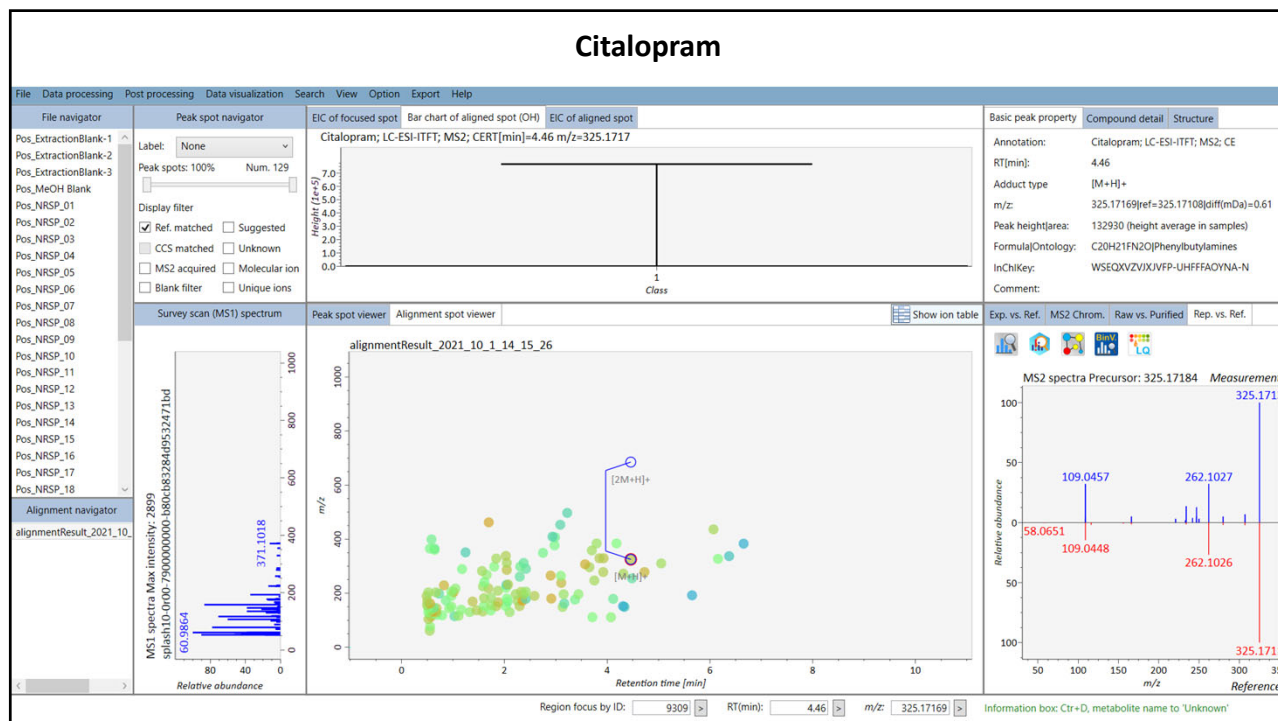 Citalopram
File Data processing Post processing Data visualization Search View Option Export Help
File navigator
Pos_ExtractionBlank-1
Pos_ExtractionBlank-2
Pos_ExtractionBlank-3
Pos_MeOH Blank
Pos_NRSP_01
Pos_NRSP_02
Pos_NRSP_03
Pos_NRSP_04
Pos_NRSP_05
Pos_NRSP_06
Pos_NRSP_07
Pos_NRSP_08
Pos_NRSP_09
Pos_NRSP_10
Pos_NRSP_11
Pos_NRSP_12
Pos_NRSP_13
Pos_NRSP_14
Pos_NRSP_15
Pos_NRSP_16
Pos_NRSP_17
Pos_NRSP_18
Alignment navigator
alignmentResult_2021_10_
Peak spot navigator
Label: None
Peak spots: 100% Num. 129
Display filter
Ref. matched Suggested
CCS matched Unknown
MS2 acquired Molecular ion
Blank filter Unique ions
Survey scan (MS1) spectrum
MS1 spectra Max intensity: 2899
splash10-0r00-7900000000-b80cb83284d9532471bd
60.9864
371.1018
0 200 400 600 800 1000
80 40 0
Relative abundance
EIC of focused spot Bar chart of aligned spot (OH) EIC of aligned spot
Citalopram; LC-ESI-ITFT; MS2; CERT[min]=4.46 m/z=325.1717
Height (1e+5)
7.0
6.0
5.0
4.0
3.0
2.0
1.0
0.0
1
Class
Peak spot viewer Alignment spot viewer Show ion table
alignmentResult_2021_10_1_14_15_26
m/z
1000
800
600
400
200
0
[2M+H]+
[M+H]+
0 2 4 6 8 10
Retention time [min]
Basic peak property Compound detail Structure
Annotation: Citalopram; LC-ESI-ITFT; MS2; CE
RT[min]: 4.46
Adduct type [M+H]+
m/z: 325.17169|ref=325.17108|diff(mDa)=0.61
Peak height|area: 132930 (height average in samples)
Formula|Ontology: C20H21FN2O|Phenylbutylamines
InChIKey: WSEQXVZVJXJVFP-UHFFFAOYNA-N
Comment:
Exp. vs. Ref. MS2 Chrom. Raw vs. Purified Rep. vs. Ref.
BinV.
LQ
MS2 spectra Precursor: 325.17184 Measurement
Relative abundance
100
50
0
50
100
325.171
109.0457
262.1027
58.0651
109.0448
262.1026
325.171
50 100 150 200 250 300 35
m/z
Reference
Region focus by ID: 9309 > RT(min): 4.46 > m/z: 325.17169 > Information box: Ctr+D, metabolite name to 'Unknown'